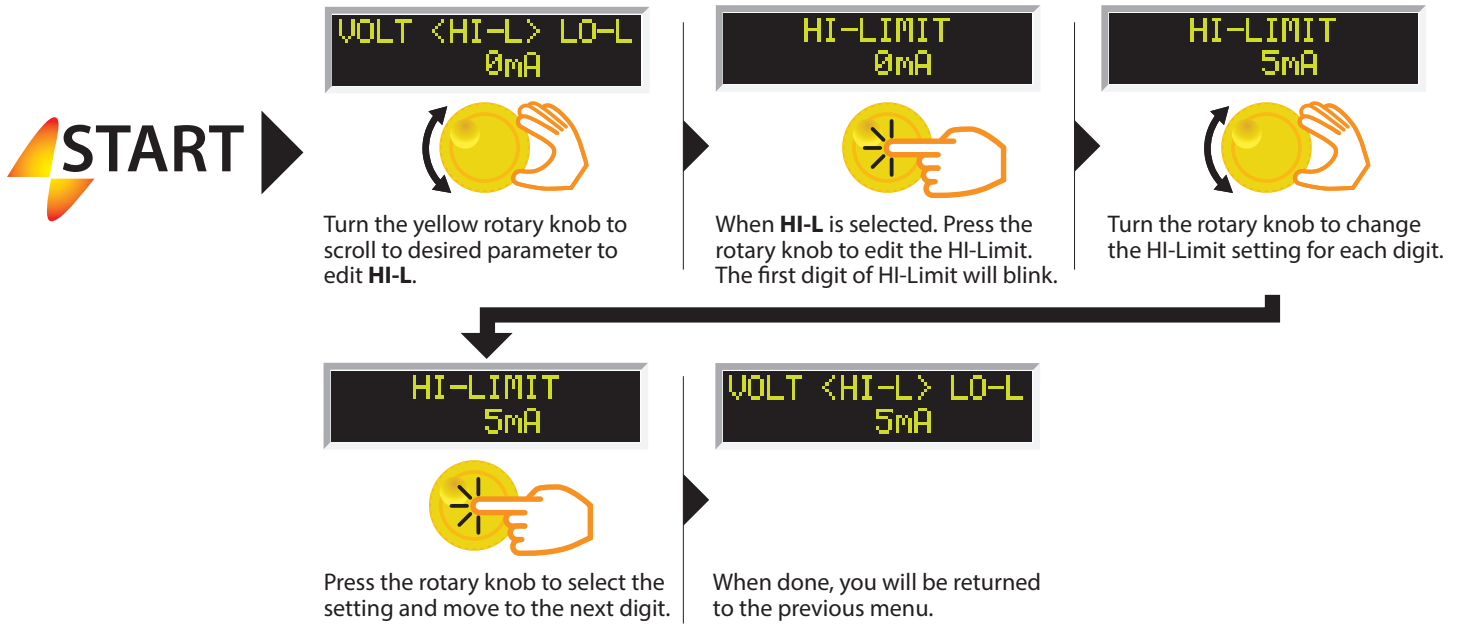 START
VOLT <HI-L> LO-L
0mA
Turn the yellow rotary knob to
scroll to desired parameter to
edit HI-L.
HI-LIMIT
0mA
When HI-L is selected. Press the
rotary knob to edit the HI-Limit.
The first digit of HI-Limit will blink.
HI-LIMIT
5mA
Turn the rotary knob to change
the HI-Limit setting for each digit.
HI-LIMIT
5mA
Press the rotary knob to select the
setting and move to the next digit.
VOLT <HI-L> LO-L
5mA
When done, you will be returned
to the previous menu.